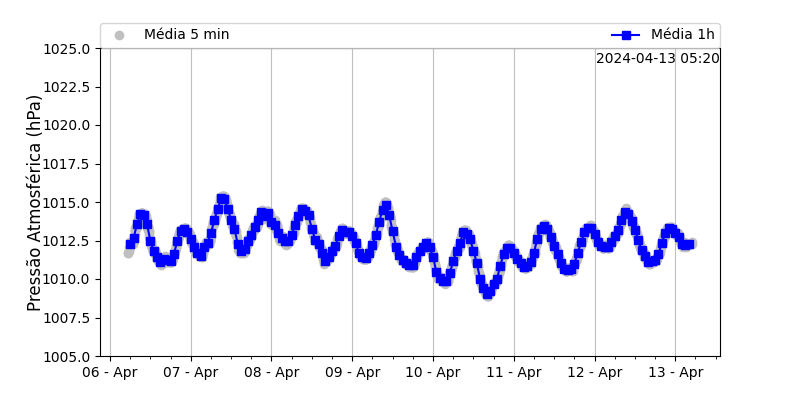 Média 5 min
Média 1h
2024-04-13 05:20
Pressão Atmosférica (hPa)
1025.0
1022.5
1020.0
1017.5
1015.0
1012.5
1010.0
1007.5
1005.0
06 - Apr
07 - Apr
08 - Apr
09 - Apr
10 - Apr
11 - Apr
12 - Apr
13 - Apr